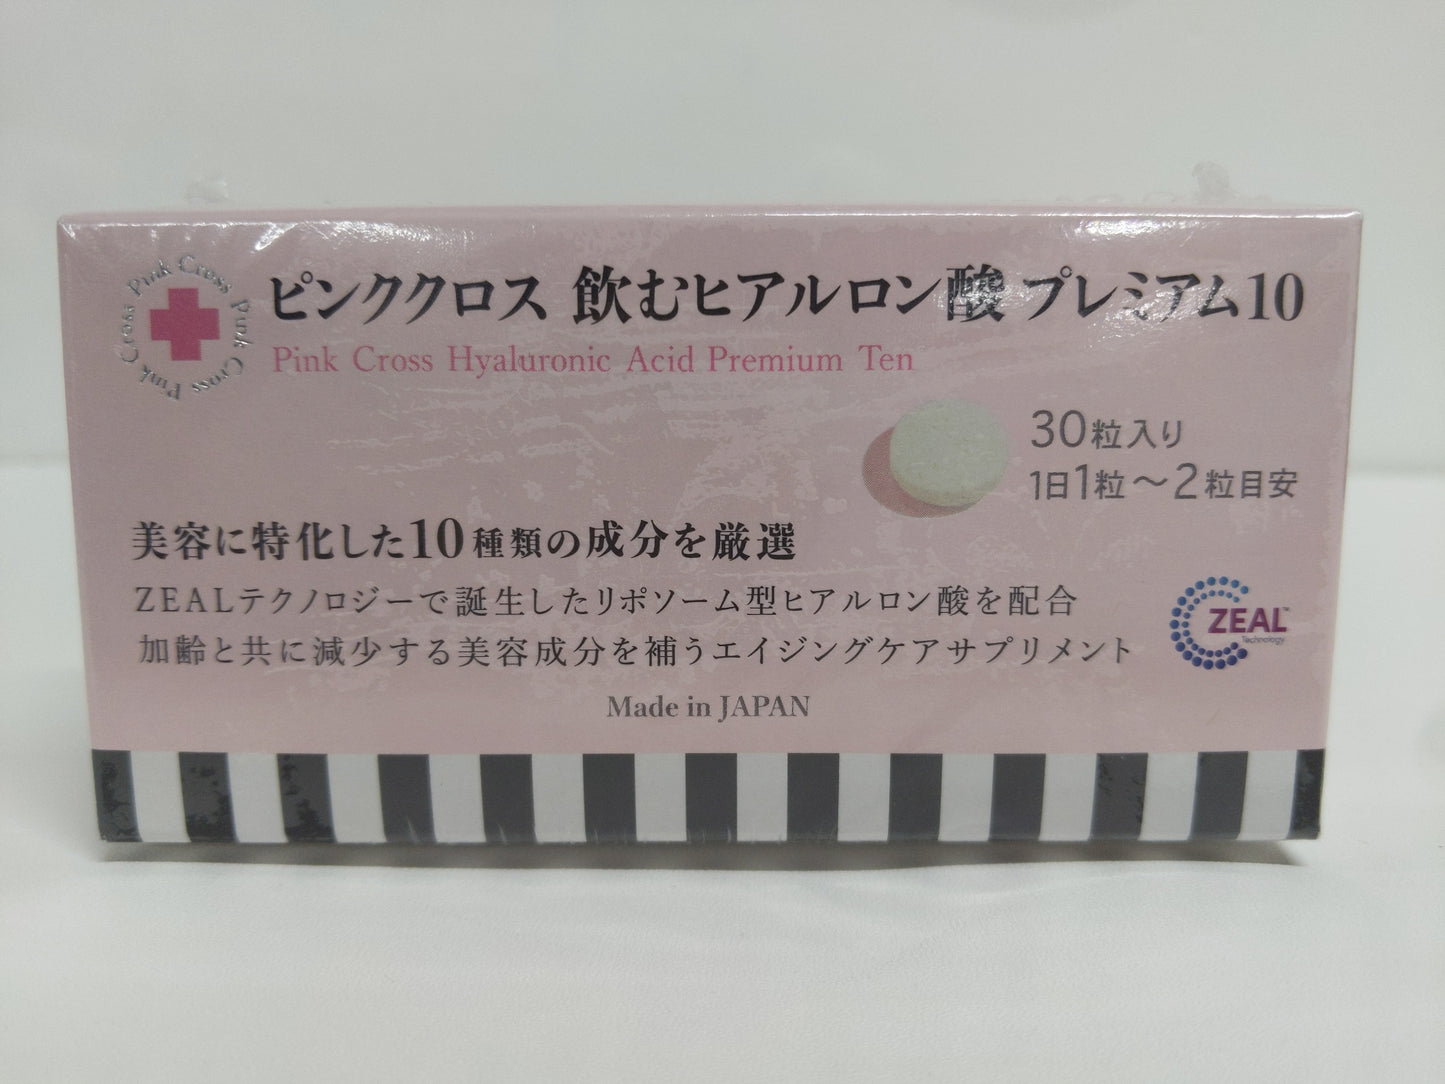 Pink Cross Pink Cross Pink Cross
ピンククロス 飲むヒアルロン酸 プレミアム10
Pink Cross Hyaluronic Acid Premium Ten
30粒入り
1日1粒〜2粒目安
美容に特化した10種類の成分を厳選
ZEALテクノロジーで誕生したリポソーム型ヒアルロン酸を配合
加齢と共に減少する美容成分を補うエイジングケアサプリメント
ZEAL™
Technology
Made in JAPAN